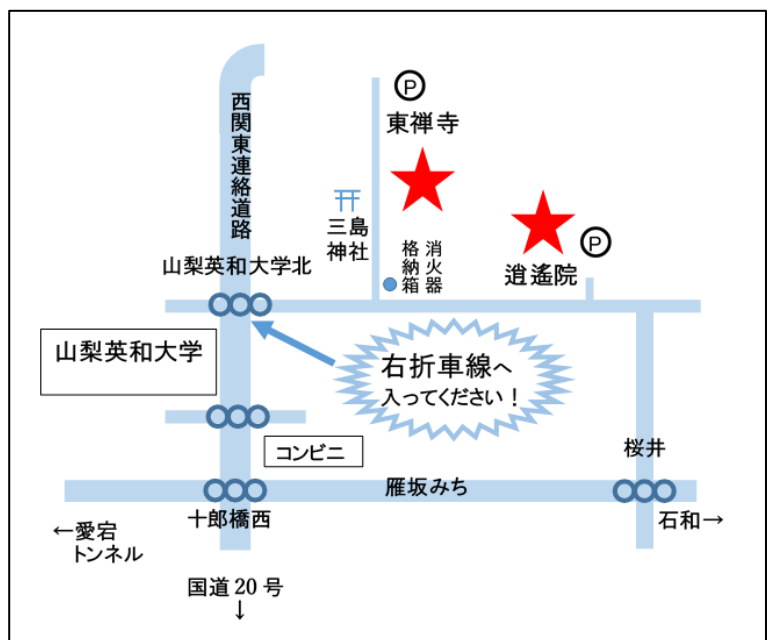 西関東連絡道路
Ⓟ
東禅寺
三島
神社
消火器
格納箱
Ⓟ
逍遙院
山梨英和大学北
山梨英和大学
右折車線へ
入ってください!
コンビニ
桜井
雁坂みち
十郎橋西
石和→
←愛宕
トンネル
国道20号
↓